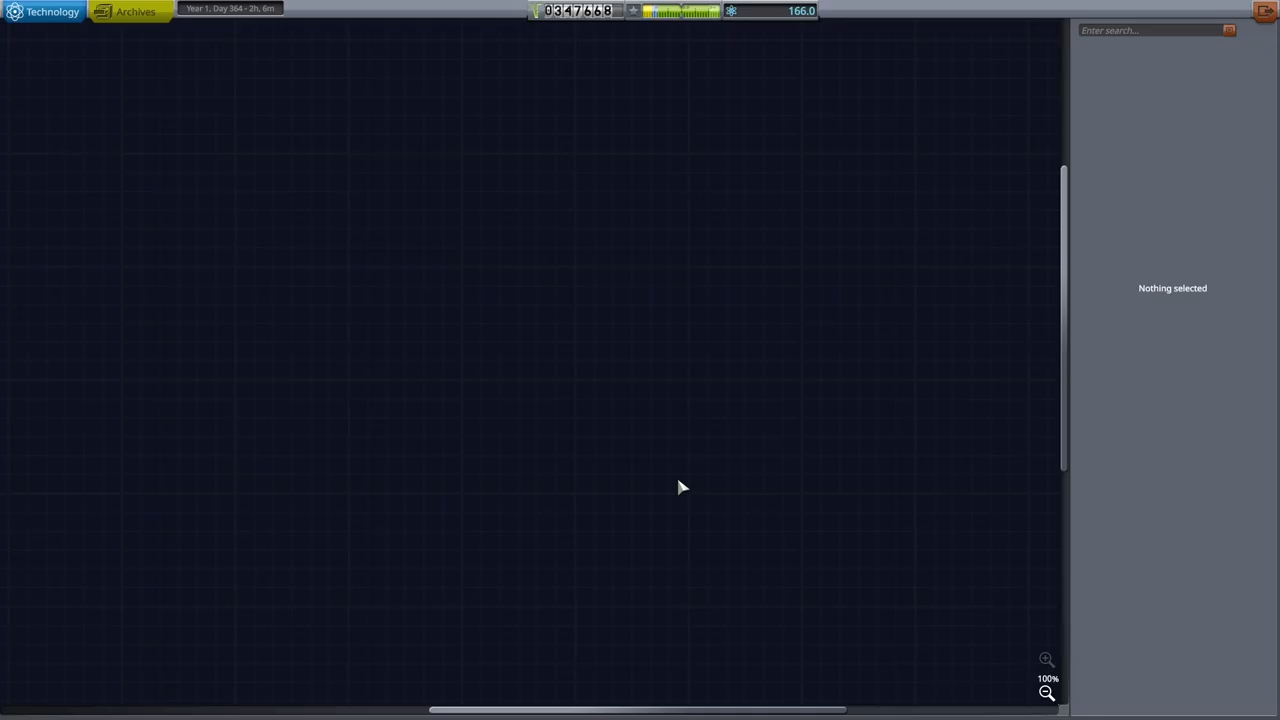 Technology
Archives
Year 1, Day 364 - 2h, 6m
0347668
166.0
Enter search...
Nothing selected
100%